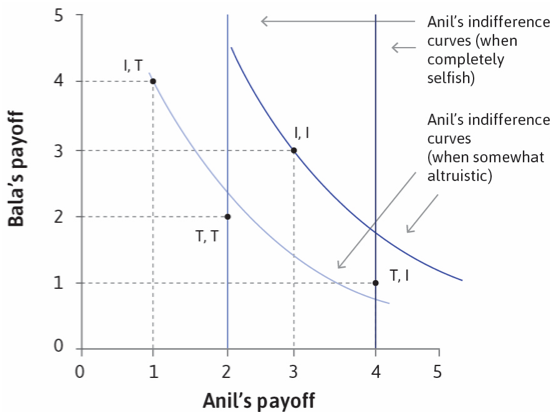 5
4
3
2
1
0
Bala's payoff
I, T
T, T
I, I
T, I
Anil's indifference
curves (when
completely
selfish)
Anil's indifference
curves
(when somewhat
altruistic)
0
1
2
3
4
5
Anil's payoff